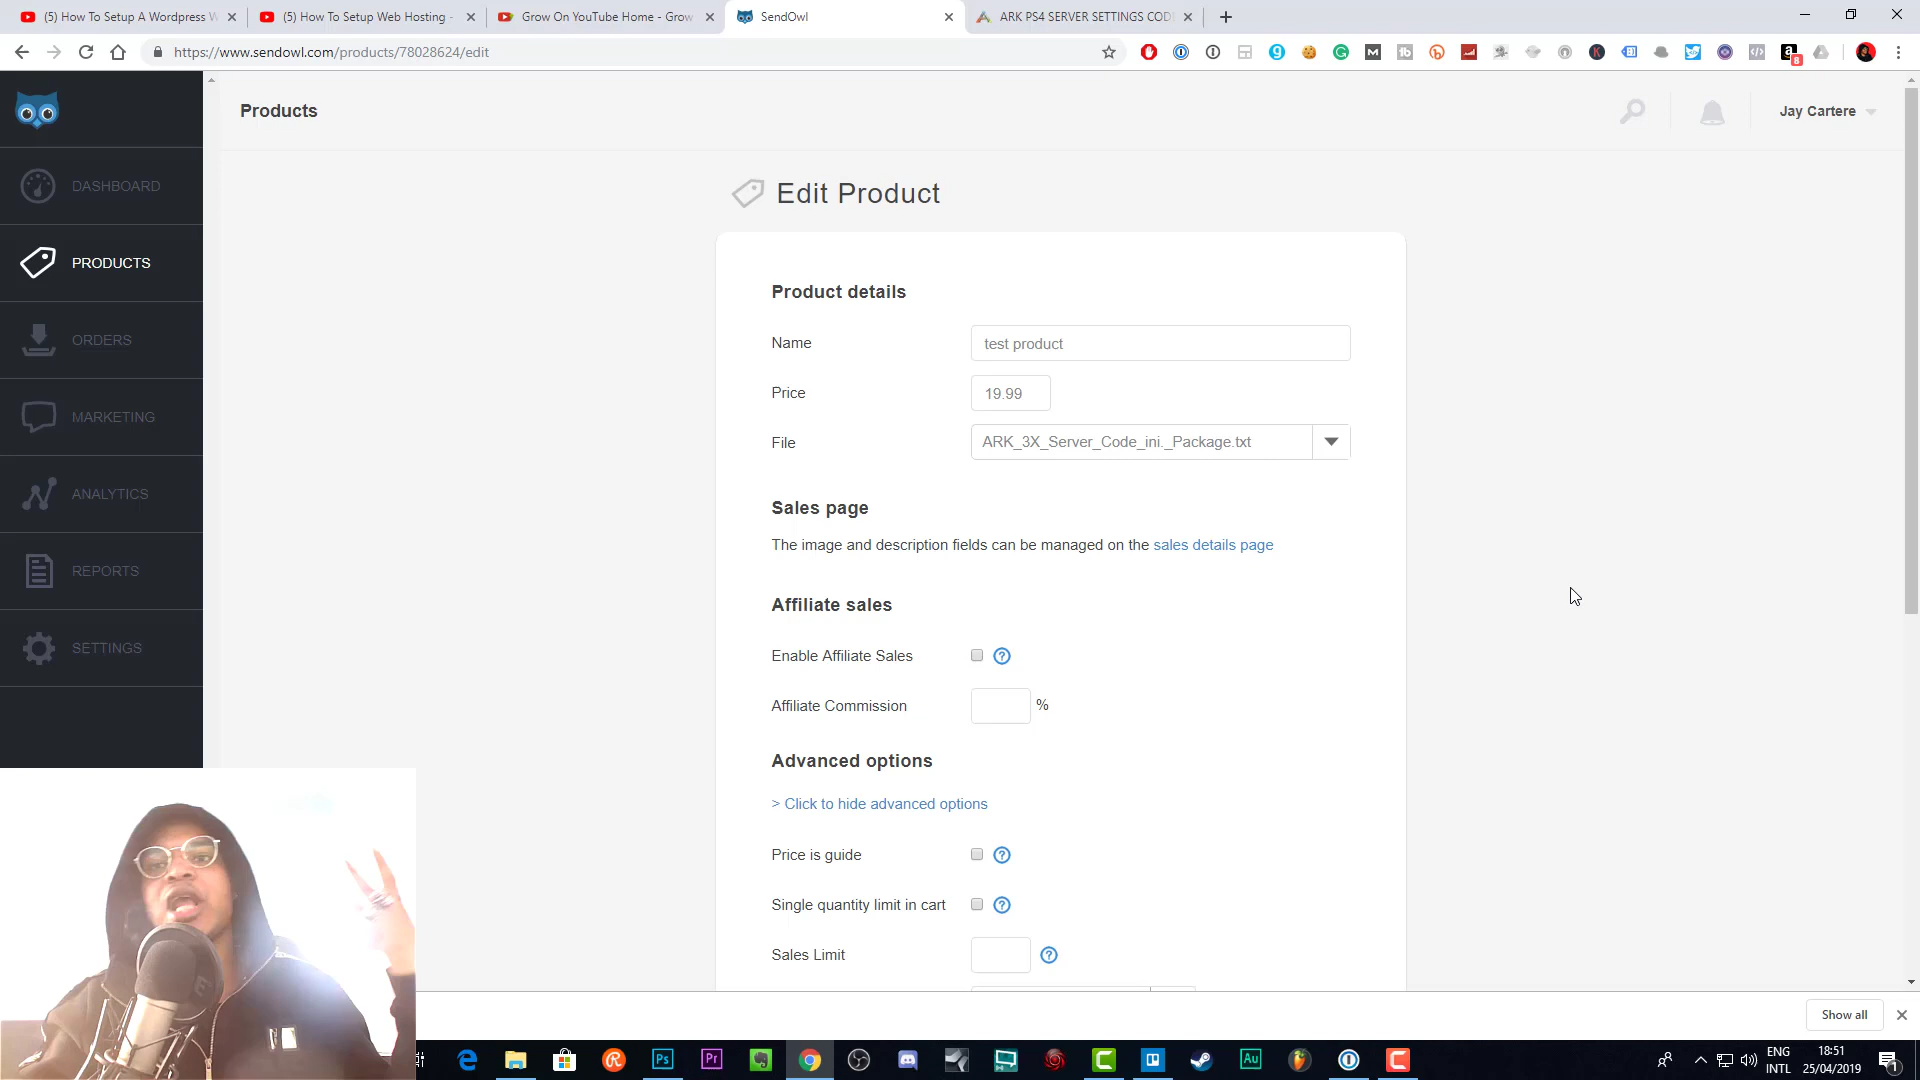 (5) How To Setup A Wordpress W
(5) How To Setup Web Hosting -
Grow On YouTube Home - Grow
SendOwl
ARK PS4 SERVER SETTINGS COD
https://www.sendowl.com/products/78028624/edit
8
Products
Jay Cartere
DASHBOARD
PRODUCTS
ORDERS
MARKETING
ANALYTICS
REPORTS
SETTINGS
Edit Product
Product details
Name
test product
Price
19.99
File
ARK_3X_Server_Code_ini._Package.txt
Sales page
The image and description fields can be managed on the sales details page
Affiliate sales
Enable Affiliate Sales
?
Affiliate Commission
%
Advanced options
> Click to hide advanced options
Price is guide
?
Single quantity limit in cart
?
Sales Limit
?
Show all
Ps
Pr
Au
ENG
INTL
18:51
25/04/2019
1